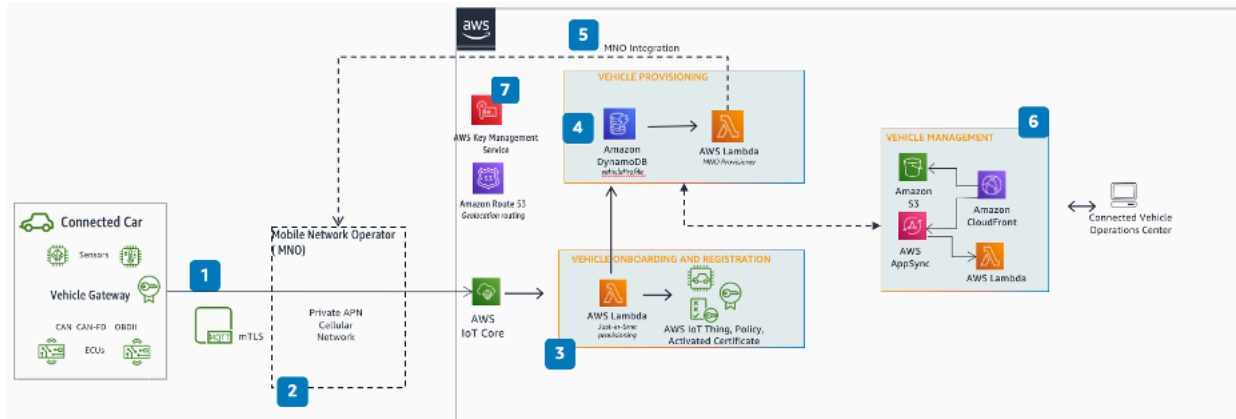 aws
5
MNO Integration
7
AWS Key Management
Service
Amazon Route 53
Geolocation routing
VEHICLE PROVISIONING
4
Amazon
DynamoDB
vehicleProfile
AWS Lambda
MNO Provisioner
6
VEHICLE MANAGEMENT
Amazon
S3
Amazon
CloudFront
AWS
AppSync
AWS Lambda
Connected Vehicle
Operations Center
Connected Car
Sensors
Vehicle Gateway
CAN CAN-FD OBDII
ECUs
1
MQTT
mTLS
Mobile Network Operator
(MNO)
Private APN
Cellular
Network
2
AWS
IoT Core
VEHICLE ONBOARDING AND REGISTRATION
AWS Lambda
Just-in-time
provisioning
AWS IoT Thing, Policy,
Activated Certificate
3